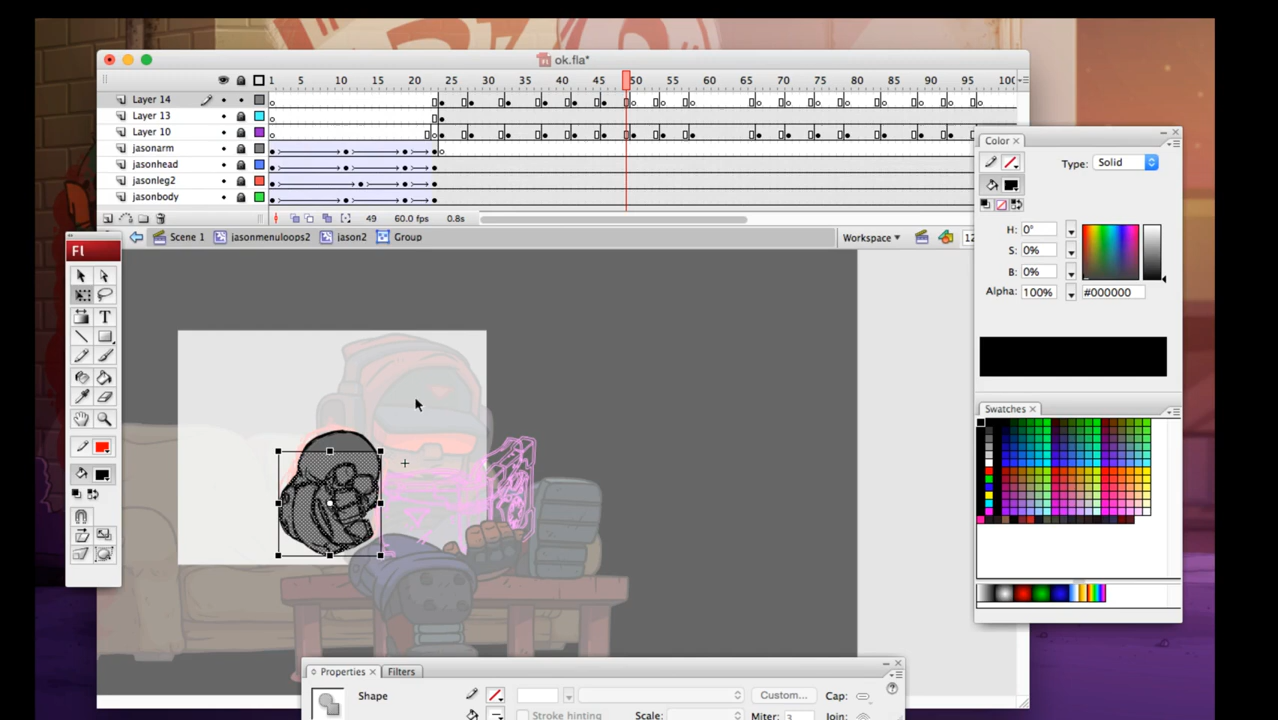 ok.fla*
1 5 10 15 20 25 30 35 40 45 50 55 60 65 70 75 80 85 90 95 100
Layer 14
Layer 13
Layer 10
jasonarm
jasonhead
jasonleg2
jasonbody
49 60.0 fps 0.8s
Scene 1 jasonmenuloops2 jason2 Group Workspace 12
Fl
T
Color
Type: Solid
H: 0°
S: 0%
B: 0%
Alpha: 100% #000000
Swatches
Properties Filters
Shape Custom... Cap:
Stroke hinting Scale: Miter: 3 Join: